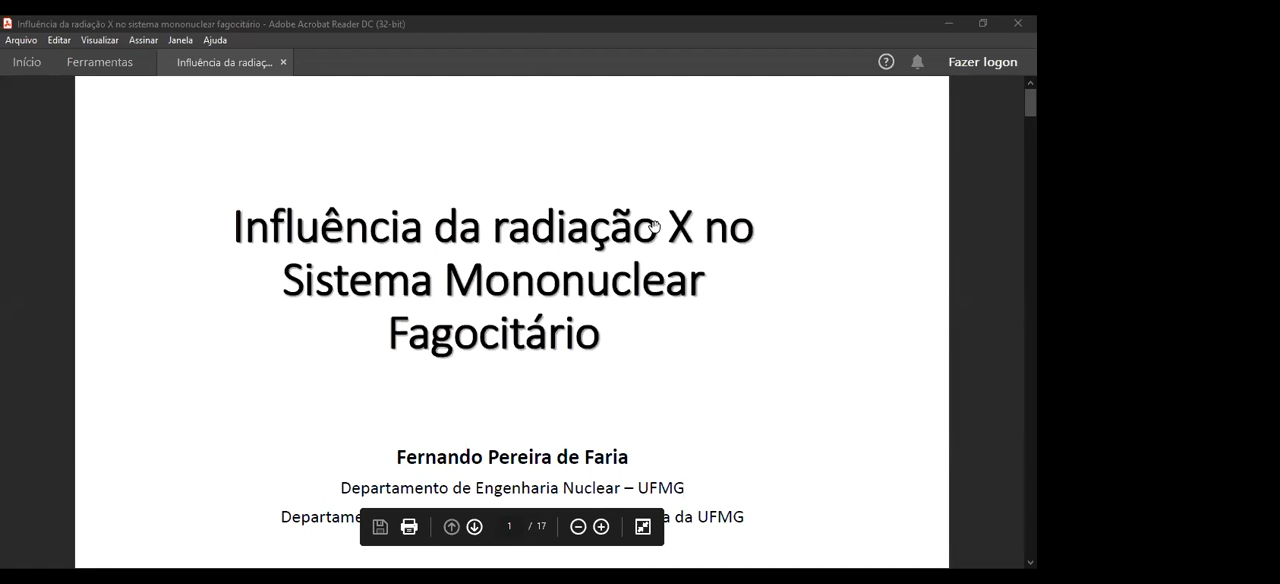 Influência da radiação X no sistema mononuclear fagocitário - Adobe Acrobat Reader DC (32-bit)
Arquivo Editar Visualizar Assinar Janela Ajuda
Início Ferramentas Influência da radiaç... × ? Fazer logon
Influência da radiação X no
Sistema Mononuclear
Fagocitário
Fernando Pereira de Faria
Departamento de Engenharia Nuclear – UFMG
a da UFMG
1 / 17